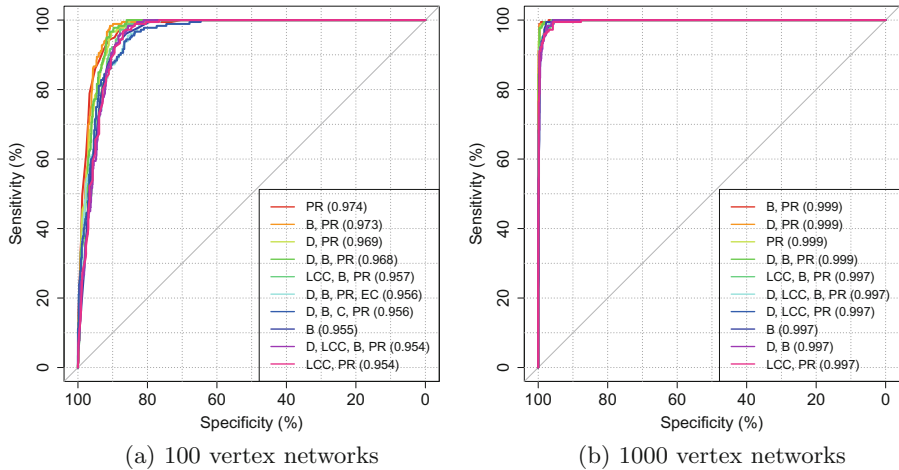 0 20 40 60 80 100
Sensitivity (%)
100 80 60 40 20 0
Specificity (%)
PR (0.974)
B, PR (0.973)
D, PR (0.969)
D, B, PR (0.968)
LCC, B, PR (0.957)
D, B, PR, EC (0.956)
D, B, C, PR (0.956)
B (0.955)
D, LCC, B, PR (0.954)
LCC, PR (0.954)
(a) 100 vertex networks
0 20 40 60 80 100
Sensitivity (%)
100 80 60 40 20 0
Specificity (%)
B, PR (0.999)
D, PR (0.999)
PR (0.999)
D, B, PR (0.999)
LCC, B, PR (0.997)
D, LCC, B, PR (0.997)
D, LCC, PR (0.997)
B (0.997)
D, B (0.997)
LCC, PR (0.997)
(b) 1000 vertex networks